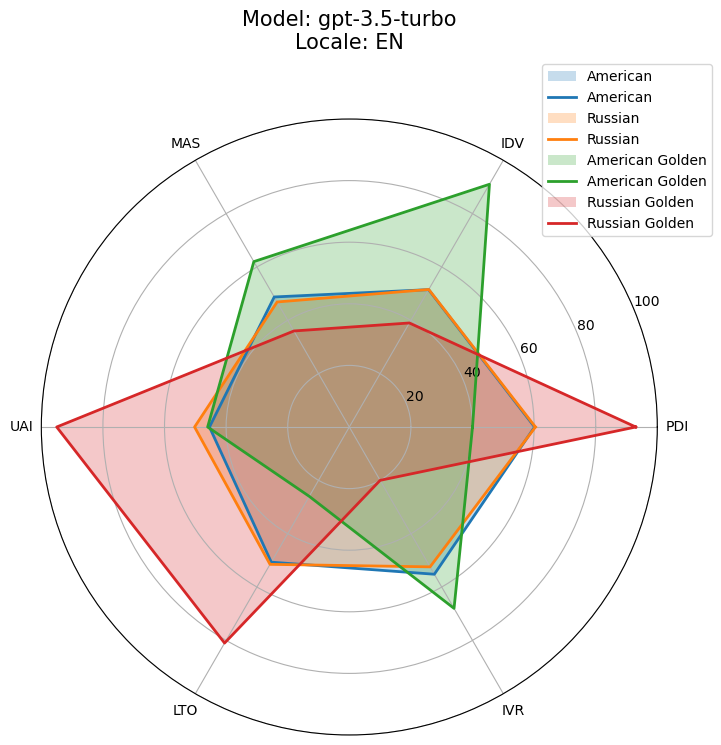 Model: gpt-3.5-turbo
Locale: EN
American
American
Russian
Russian
American Golden
American Golden
Russian Golden
Russian Golden
MAS
IDV
100
80
60
40
20
UAI
PDI
LTO
IVR